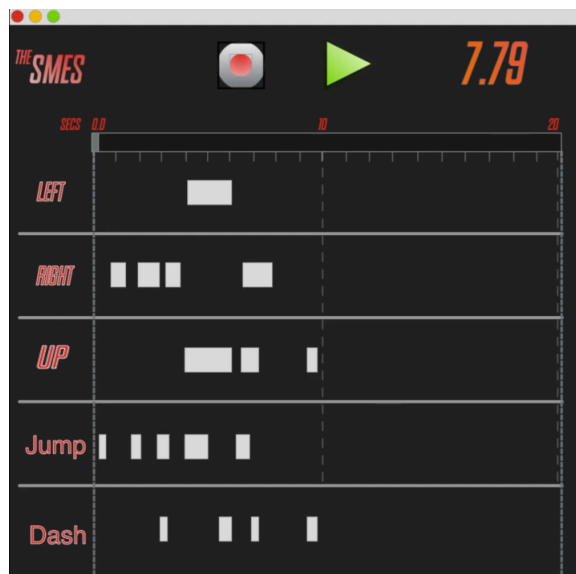 THE SMES 7.79
SECS 0.0 10 20
LEFT
RIGHT
UP
Jump
Dash